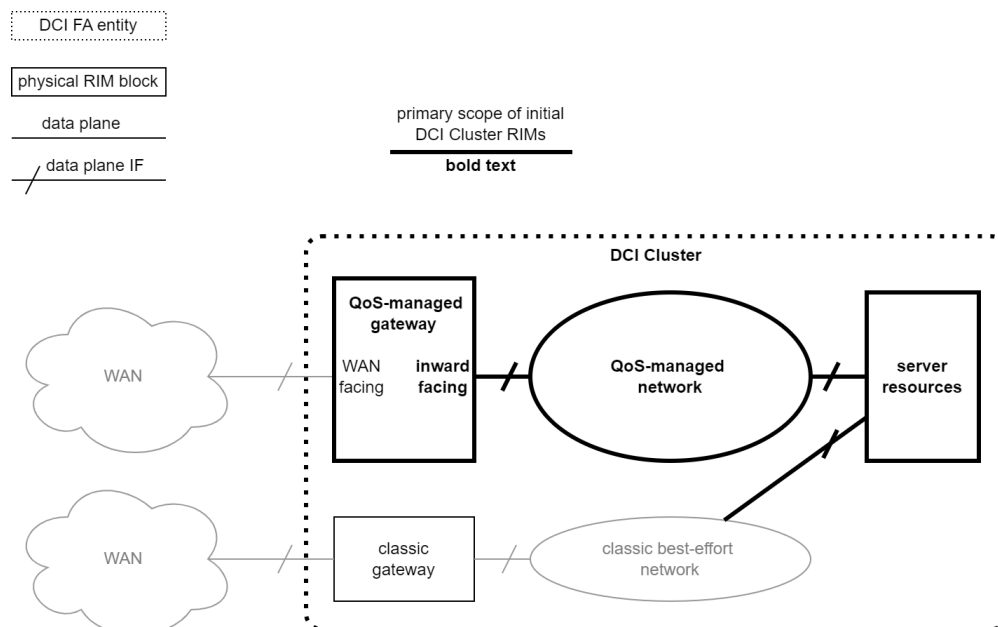 DCI FA entity
physical RIM block
data plane
data plane IF
primary scope of initial
DCI Cluster RIMs
bold text
DCI Cluster
QoS-managed
gateway
WAN
facing
inward
facing
QoS-managed
network
server
resources
WAN
WAN
classic
gateway
classic best-effort
network